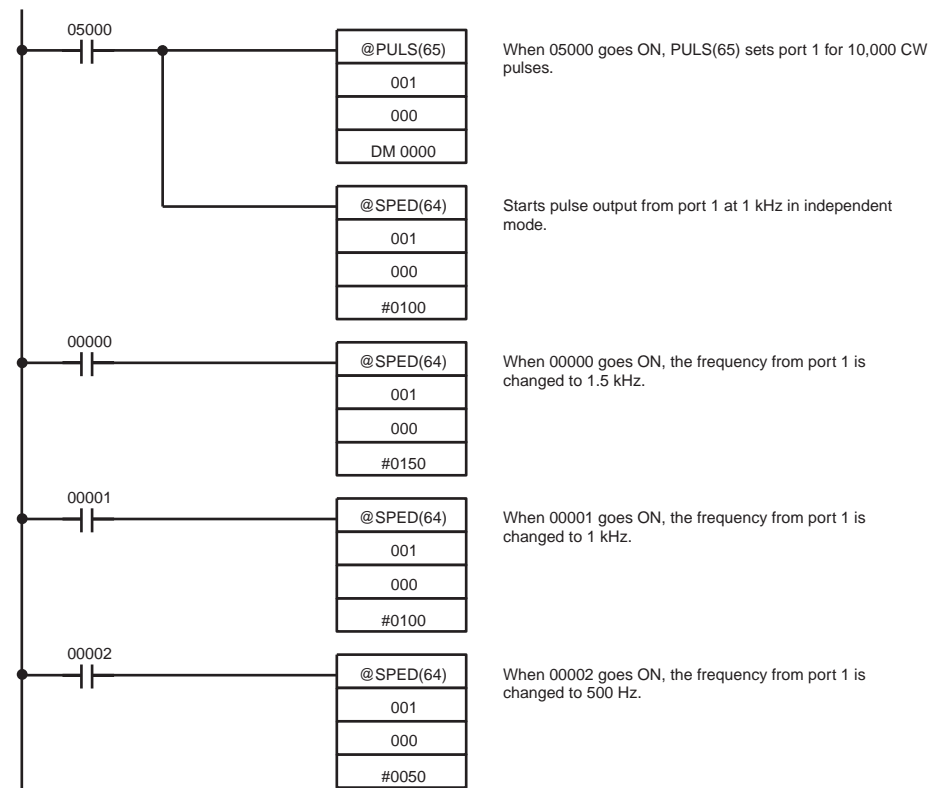 05000
@PULS(65)
001
000
DM 0000
When 05000 goes ON, PULS(65) sets port 1 for 10,000 CW
pulses.
@SPED(64)
001
000
#0100
Starts pulse output from port 1 at 1 kHz in independent
mode.
00000
@SPED(64)
001
000
#0150
When 00000 goes ON, the frequency from port 1 is
changed to 1.5 kHz.
00001
@SPED(64)
001
000
#0100
When 00001 goes ON, the frequency from port 1 is
changed to 1 kHz.
00002
@SPED(64)
001
000
#0050
When 00002 goes ON, the frequency from port 1 is
changed to 500 Hz.